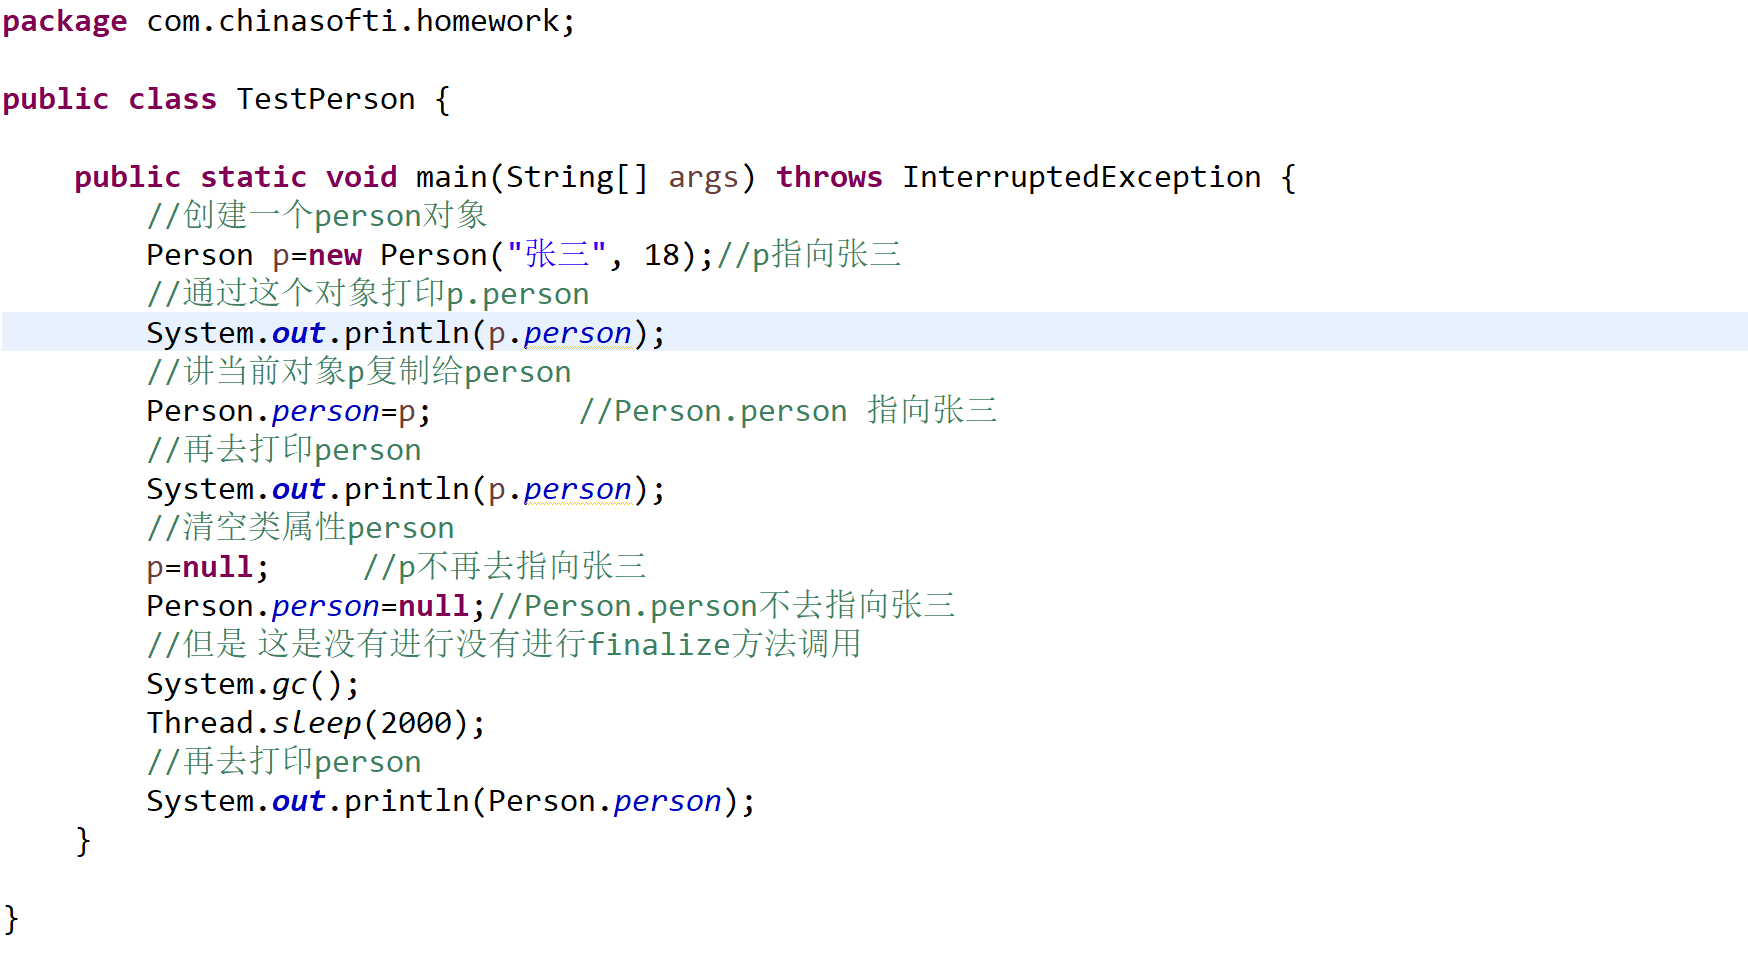 package com.chinasofti.homework;
public class TestPerson {
public static void main(String[] args) throws InterruptedException {
//创建一个person对象
Person p=new Person("张三", 18);//p指向张三
//通过这个对象打印p.person
System.out.println(p.person);
//讲当前对象p复制给person
Person.person=p;        //Person.person 指向张三
//再去打印person
System.out.println(p.person);
//清空类属性person
p=null;     //p不再去指向张三
Person.person=null;//Person.person不去指向张三
//但是 这是没有进行没有进行finalize方法调用
System.gc();
Thread.sleep(2000);
//再去打印person
System.out.println(Person.person);
}
}